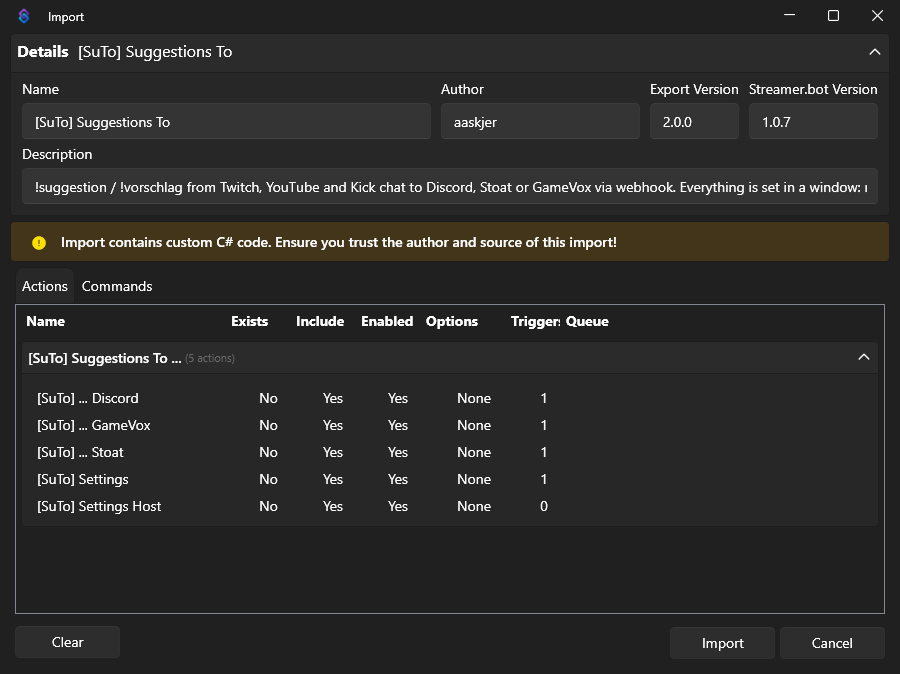 Import
Details [SuTo] Suggestions To
Name Author Export Version Streamer.bot Version
[SuTo] Suggestions To aaskjer 2.0.0 1.0.7
Description
!suggestion / !vorschlag from Twitch, YouTube and Kick chat to Discord, Stoat or GameVox via webhook. Everything is set in a window:
Import contains custom C# code. Ensure you trust the author and source of this import!
Actions Commands
Name Exists Include Enabled Options Trigger: Queue
[SuTo] Suggestions To ... (5 actions)
[SuTo] ... Discord No Yes Yes None 1
[SuTo] ... GameVox No Yes Yes None 1
[SuTo] ... Stoat No Yes Yes None 1
[SuTo] Settings No Yes Yes None 1
[SuTo] Settings Host No Yes Yes None 0
Clear Import Cancel